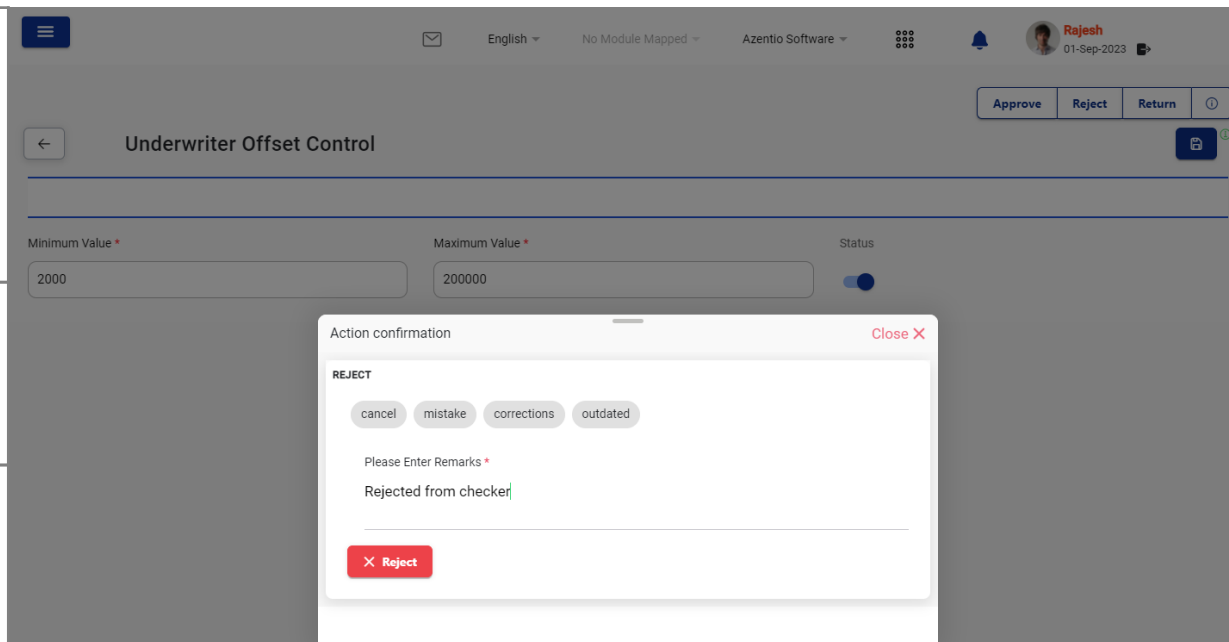 English No Module Mapped Azentio Software Rajesh
01-Sep-2023
Approve Reject Return
Underwriter Offset Control
Minimum Value * Maximum Value * Status
2000 200000
Action confirmation Close
REJECT
cancel mistake corrections outdated
Please Enter Remarks *
Rejected from checker
Reject